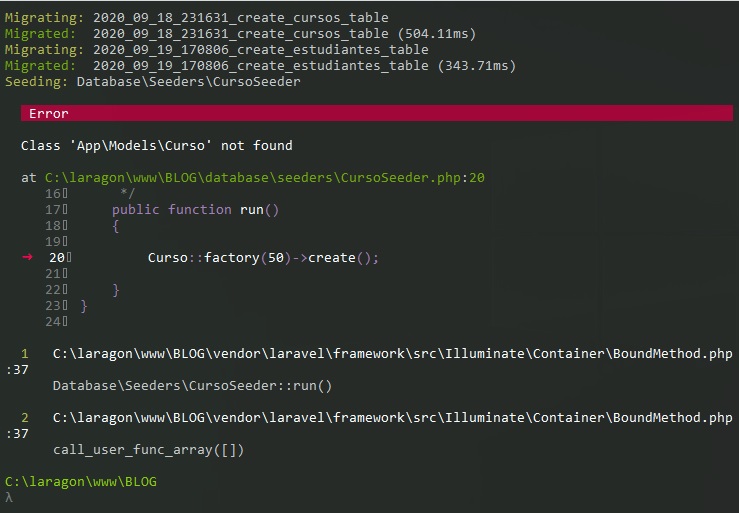 Migrating: 2020_09_18_231631_create_cursos_table
Migrated:  2020_09_18_231631_create_cursos_table (504.11ms)
Migrating: 2020_09_19_170806_create_estudiantes_table
Migrated:  2020_09_19_170806_create_estudiantes_table (343.71ms)
Seeding: Database\Seeders\CursoSeeder
Error
Class 'App\Models\Curso' not found
at C:\laragon\www\BLOG\database\seeders\CursoSeeder.php:20
16▯      */
17▯     public function run()
18▯     {
19▯
➜  20▯         Curso::factory(50)->create();
21▯
22▯     }
23▯ }
24▯
1   C:\laragon\www\BLOG\vendor\laravel\framework\src\Illuminate\Container\BoundMethod.php
:37
Database\Seeders\CursoSeeder::run()
2   C:\laragon\www\BLOG\vendor\laravel\framework\src\Illuminate\Container\BoundMethod.php
:37
call_user_func_array([])
C:\laragon\www\BLOG
λ